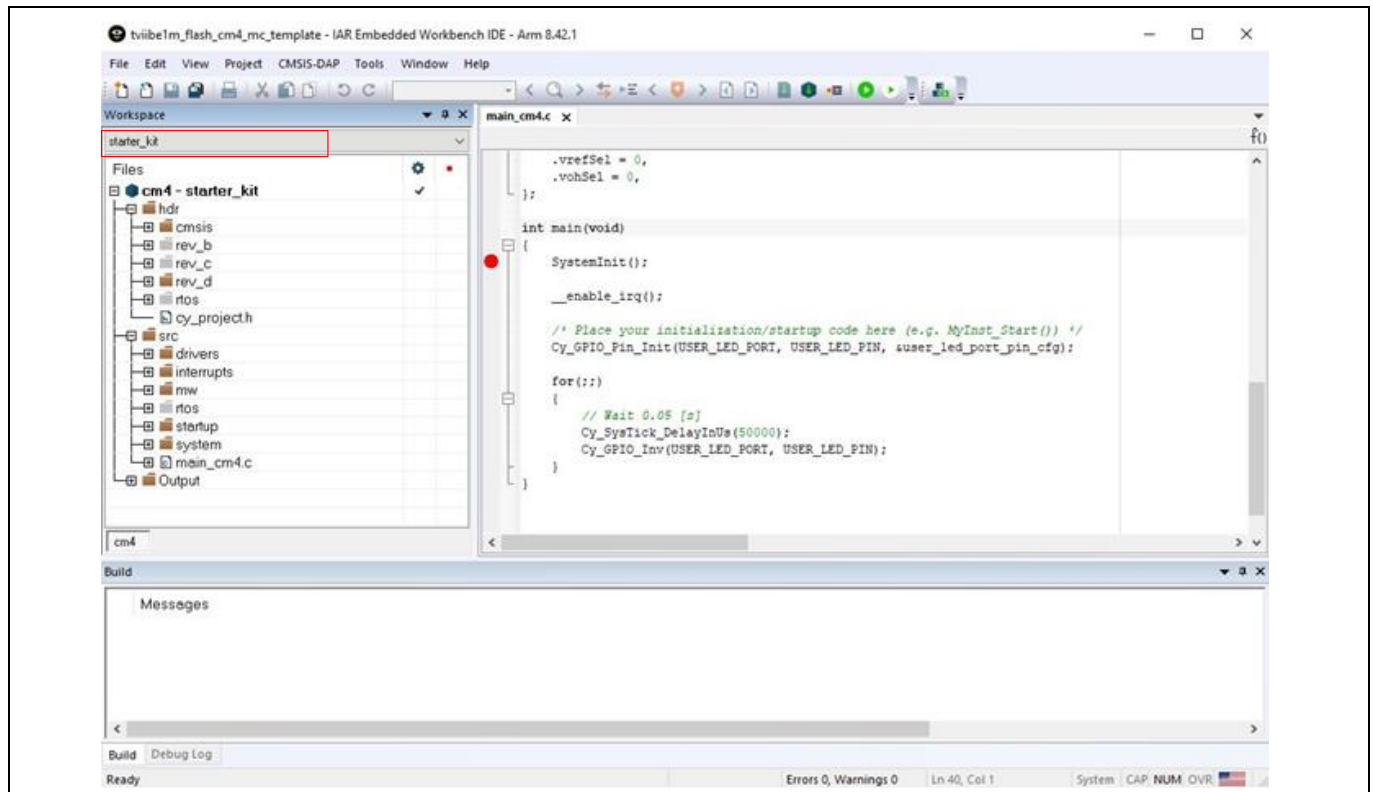 tviibe1m_flash_cm4_mc_template - IAR Embedded Workbench IDE - Arm 8.42.1
File Edit View Project CMSIS-DAP Tools Window Help
Workspace
starter_kit
Files
cm4 - starter_kit
hdr
cmsis
rev_b
rev_c
rev_d
rtos
cy_project.h
src
drivers
interrupts
mw
rtos
startup
system
main_cm4.c
Output
cm4
main_cm4.c
f()
.vrefSel = 0,
.vohSel = 0,
};
int main(void)
{
SystemInit();
__enable_irq();
/* Place your initialization/startup code here (e.g. MyInst_Start()) */
Cy_GPIO_Pin_Init(USER_LED_PORT, USER_LED_PIN, &user_led_port_pin_cfg);
for(;;)
{
// Wait 0.05 [s]
Cy_SysTick_DelayInUs(50000);
Cy_GPIO_Inv(USER_LED_PORT, USER_LED_PIN);
}
}
Build
Messages
Build Debug Log
Ready Errors 0, Warnings 0 Ln 40, Col 1 System CAP NUM OVR